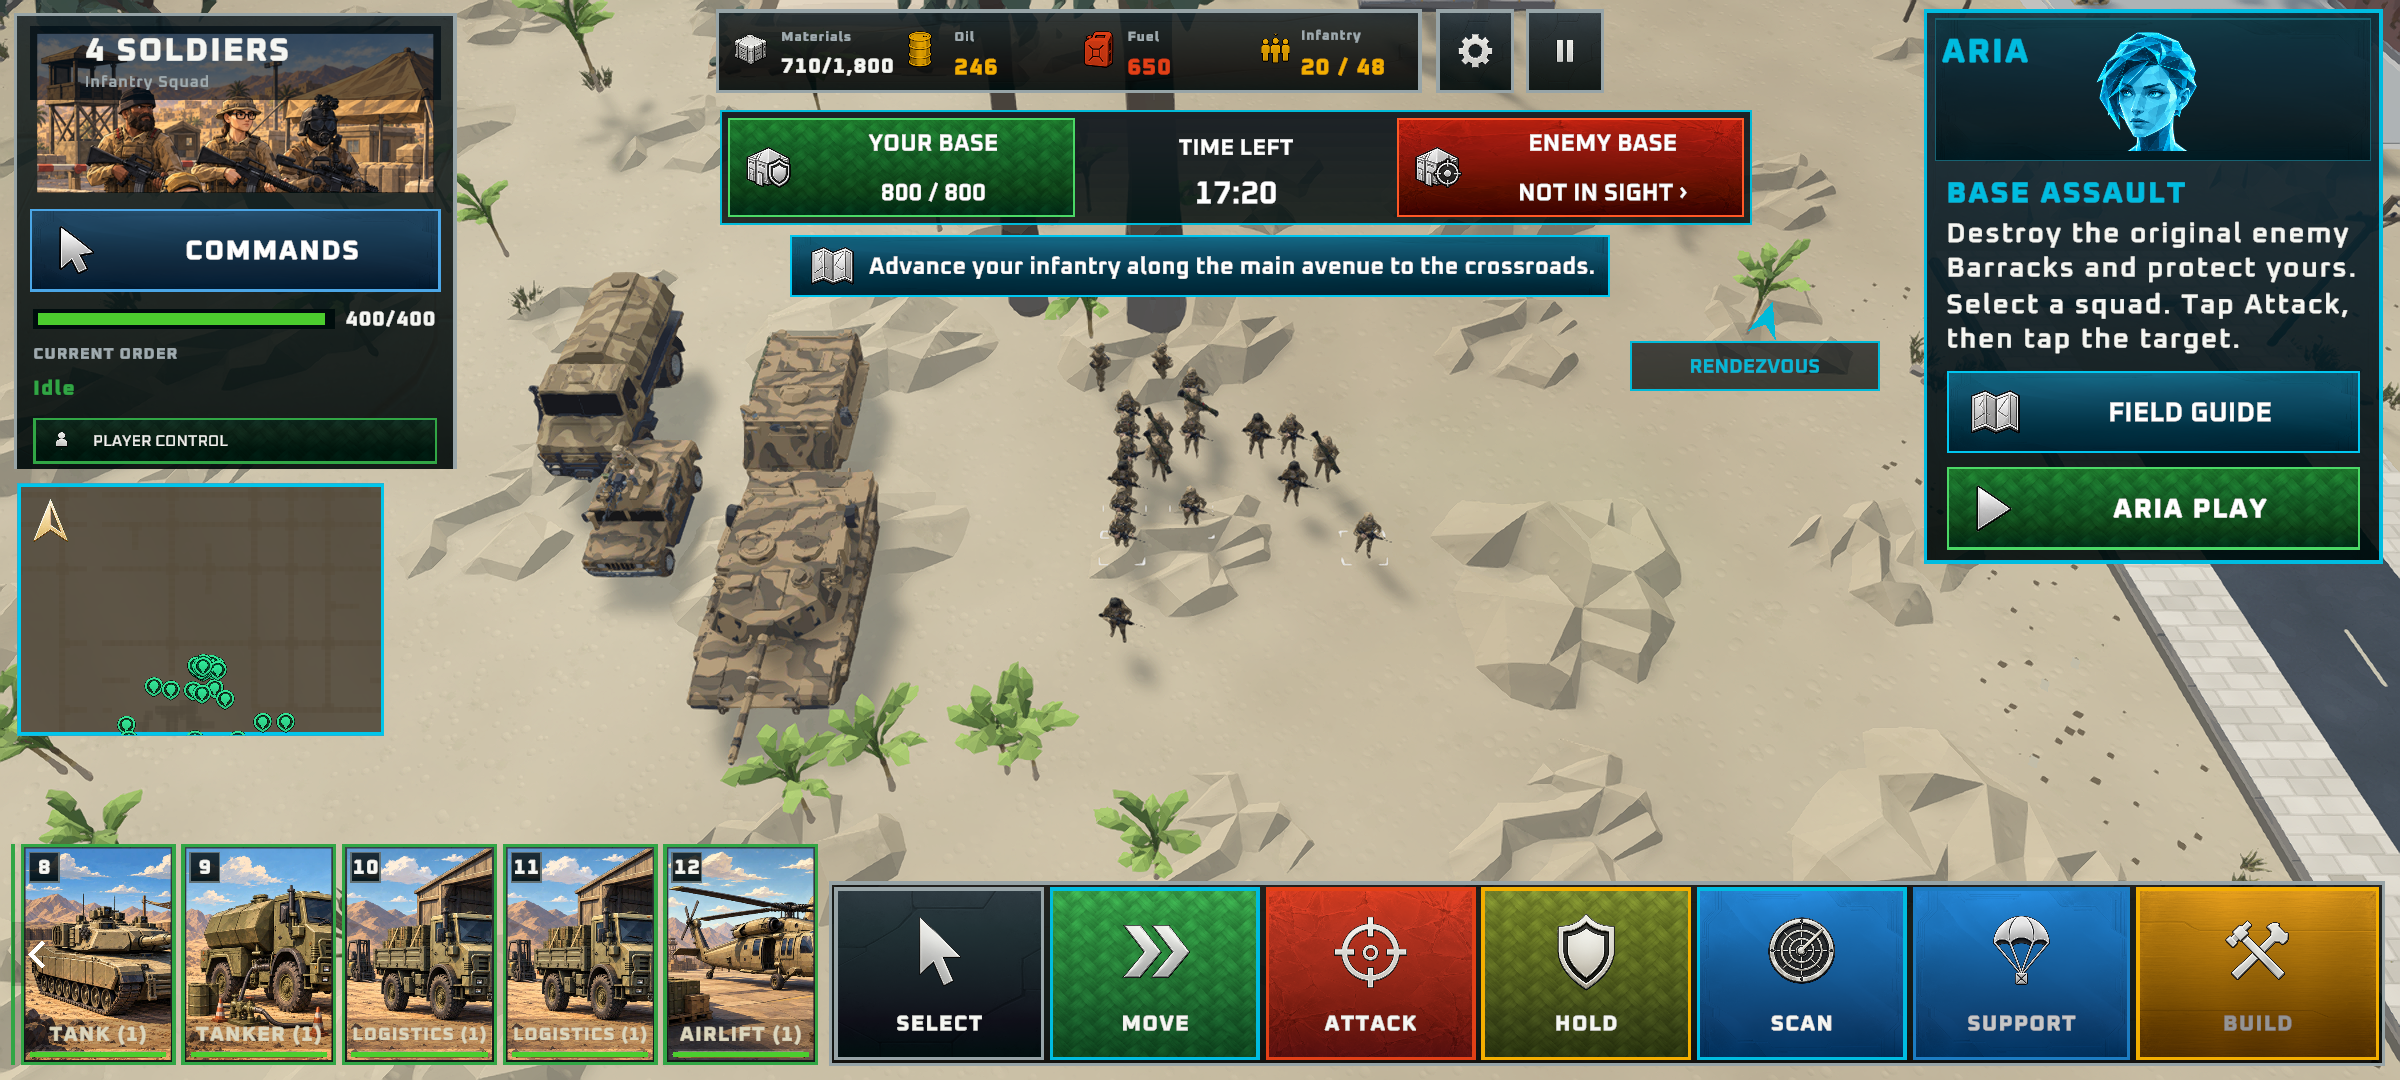 4 SOLDIERS
Infantry Squad
COMMANDS
400/400
CURRENT ORDER
Idle
PLAYER CONTROL
Materials
710/1,800
Oil
246
Fuel
650
Infantry
20 / 48
YOUR BASE
800 / 800
TIME LEFT
17:20
ENEMY BASE
NOT IN SIGHT ›
Advance your infantry along the main avenue to the crossroads.
RENDEZVOUS
ARIA
BASE ASSAULT
Destroy the original enemy
Barracks and protect yours.
Select a squad. Tap Attack,
then tap the target.
FIELD GUIDE
ARIA PLAY
8
TANK (1)
9
TANKER (1)
10
LOGISTICS (1)
11
LOGISTICS (1)
12
AIRLIFT (1)
SELECT
MOVE
ATTACK
HOLD
SCAN
SUPPORT
BUILD